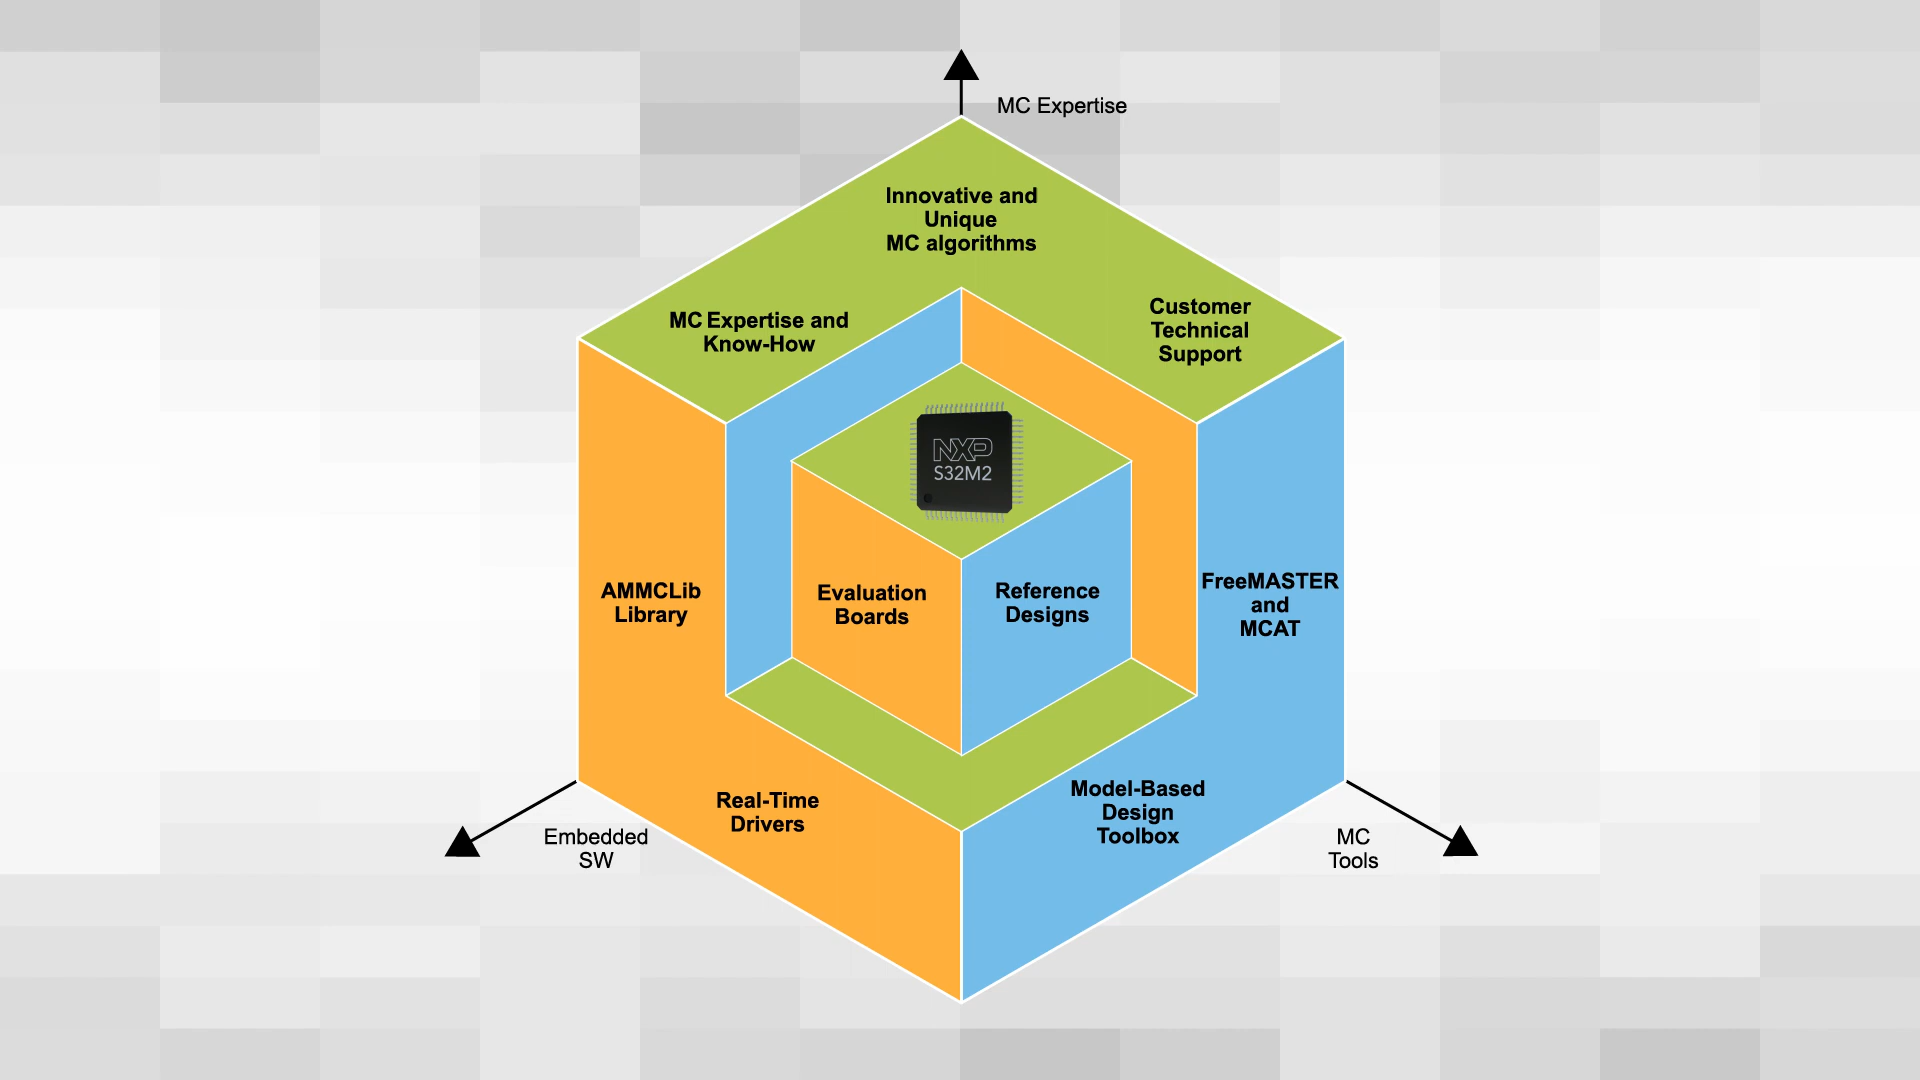 MC Expertise
Innovative and
Unique
MC algorithms
MC Expertise and
Know-How
Customer
Technical
Support
NXP
S32M2
AMMCLib
Library
Evaluation
Boards
Reference
Designs
FreeMASTER
and
MCAT
Real-Time
Drivers
Model-Based
Design
Toolbox
Embedded
SW
MC
Tools